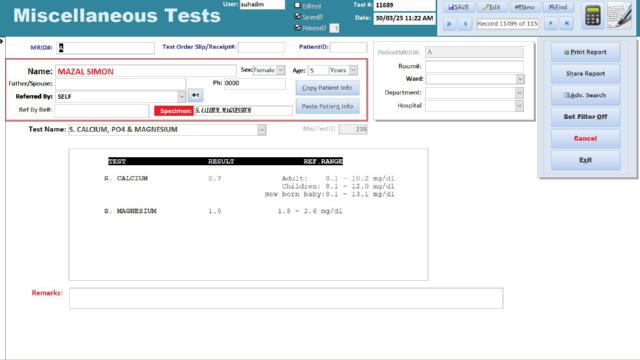 Miscellaneous Tests
User: suhailm
Edited
Saved?
Printed? 1
Test #: 11689
Date: 30/03/25 11:22 AM
SAVE Edit New Find
Record 11496 of 115
MRID#: A Test Order Slip/Receipt#: PatientID:
Name: MAZAL SIMON Sex: Female Age: 5 Years
Father/Spouse: Ph: 0000
Referred By: SELF
Ref By Ref#: Specimen: S. CALCIUM, MAGNESSIUM
Copy Patient Info
Paste Patient Info
PatientMRID#: A
Room#:
Ward:
Department:
Hospital
Print Report
Share Report
Adv. Search
Set Filter Off
Cancel
Exit
Test Name: S. CALCIUM, PO4 & MAGNESIUM MiscTestID 238
TEST RESULT REF.RANGE
S. CALCIUM 8.7 Adult: 8.1 - 10.2 mg/dl
Children: 8.1 - 12.0 mg/dl
New born baby:8.1 - 13.1 mg/dl
S. MAGNESIUM 1.9 1.8 - 2.6 mg/dl
Remarks: